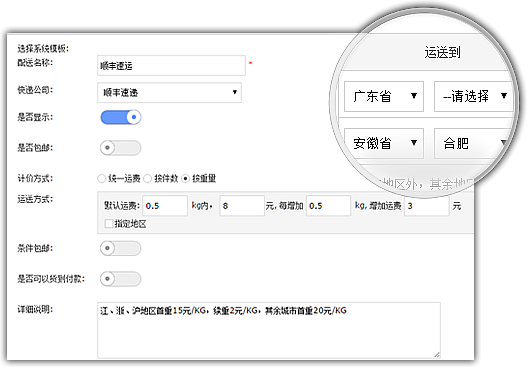 选择系统模板:
配送名称: 顺丰速运 *
快递公司: 顺丰速递
是否显示:
是否包邮:
计价方式: 统一运费 按件数 按重量
运送方式: 默认运费: 0.5 kg内, 8 元,每增加 0.5 kg,增加运费 3 元
指定地区
条件包邮:
是否可以货到付款:
详细说明: 江、浙、沪地区首重15元/KG，续重2元/KG，其余城市首重20元/KG
运送到
广东省 --请选择
安徽省 合肥
地区外，其余地区